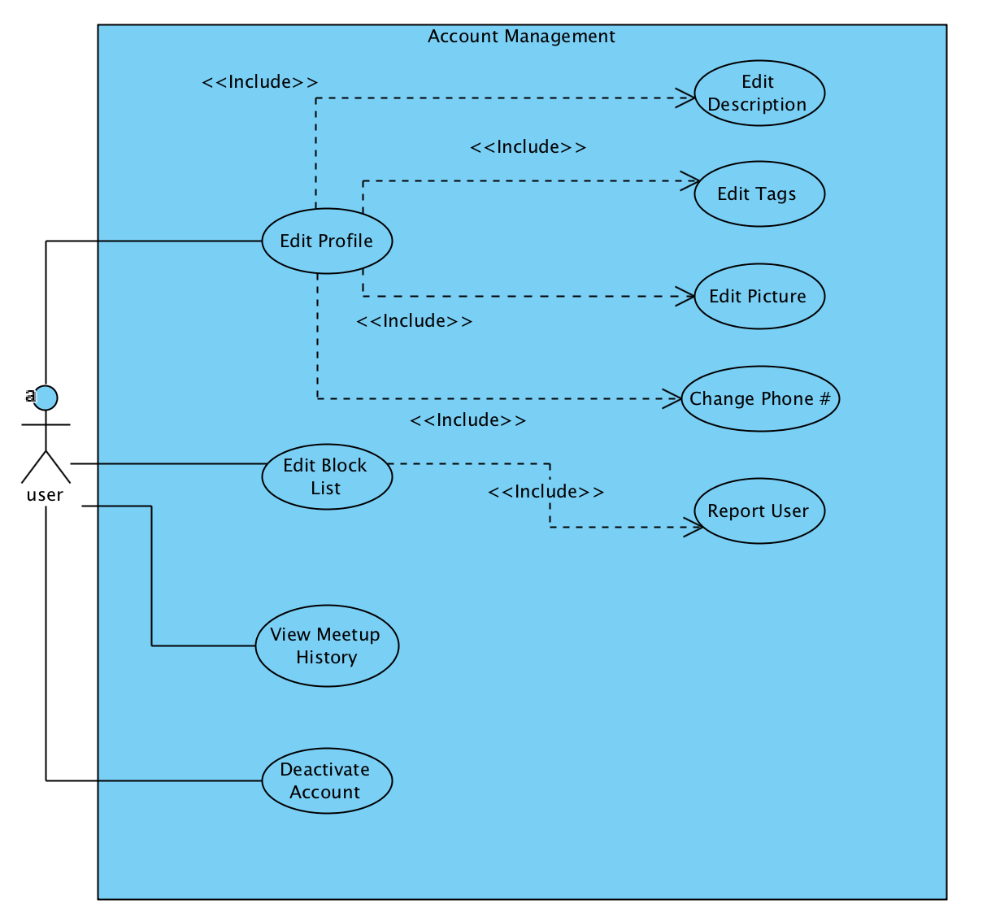 Account Management
<<Include>>
Edit
Description
<<Include>>
Edit Tags
Edit Profile
Edit Picture
<<Include>>
a
Change Phone #
<<Include>>
Edit Block
List
<<Include>>
user
Report User
View Meetup
History
Deactivate
Account